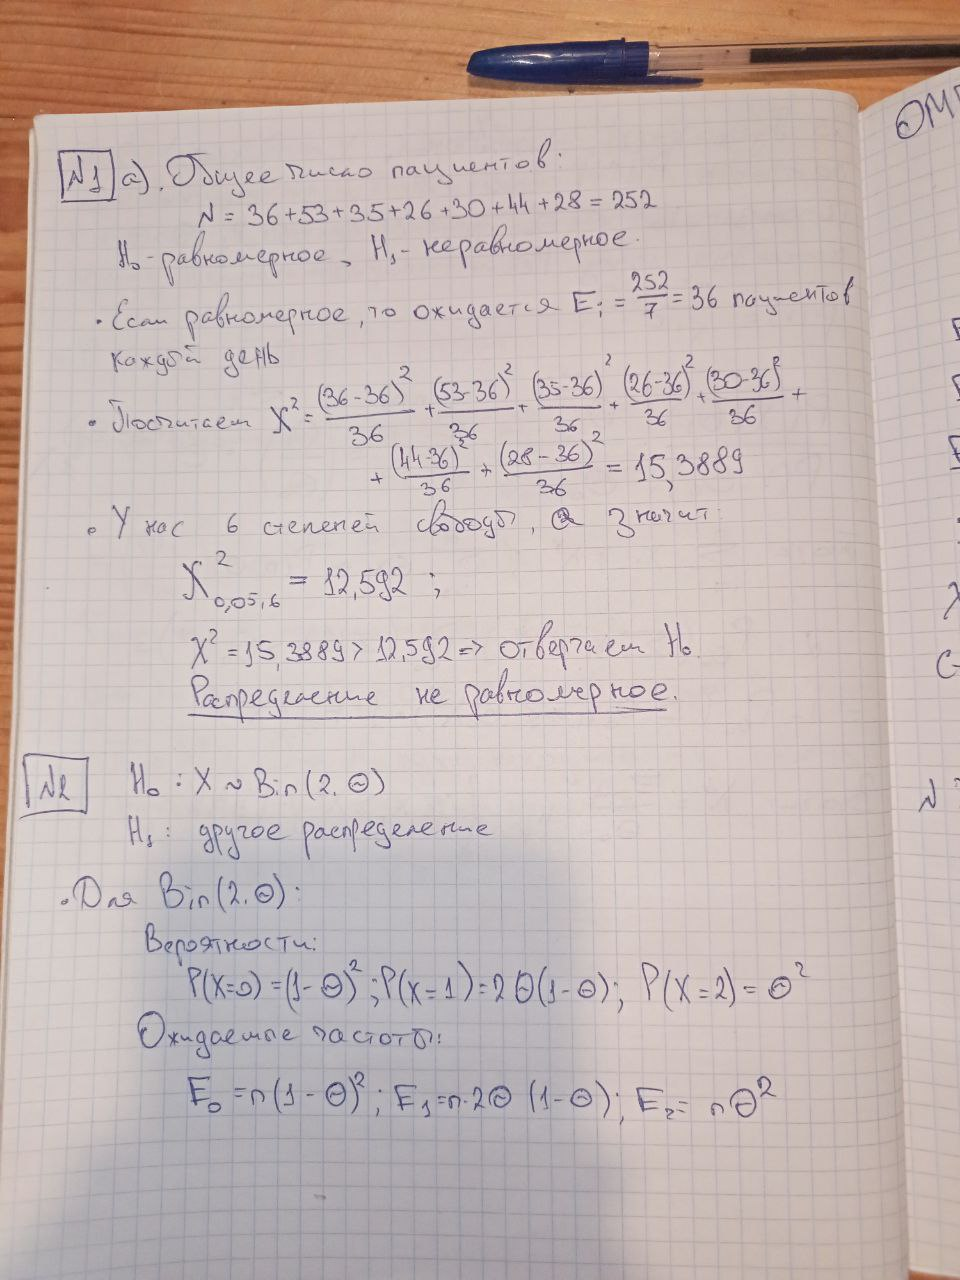 №1 а). Общее число пациентов:
N = 36+53+35+26+30+44+28 = 252
H₀ - равномерное, H₁ - неравномерное.
• Если равномерное, то ожидается Eᵢ = 252/7 = 36 пациентов
каждый день
• Посчитаем X² = (36-36)²/36 + (53-36)²/36 + (35-36)²/36 + (26-36)²/36 + (30-36)²/36 +
+ (44-36)²/36 + (28-36)²/36 = 15,3889
• У нас 6 степеней свободы, а значит:
X²₀,₀₅,₆ = 12,592 ;
X² = 15,3889 > 12,592 => отвергаем H₀
Распределение не равномерное.
№2 H₀ : X ~ Bin(2, Θ)
H₁ : другое распределение
• Для Bin(2, Θ):
Вероятности:
P(X=0) = (1-Θ)²; P(X=1) = 2Θ(1-Θ); P(X=2) = Θ²
Ожидаемые частоты:
E₀ = n(1-Θ)²; E₁ = n·2Θ(1-Θ); E₂ = nΘ²
N